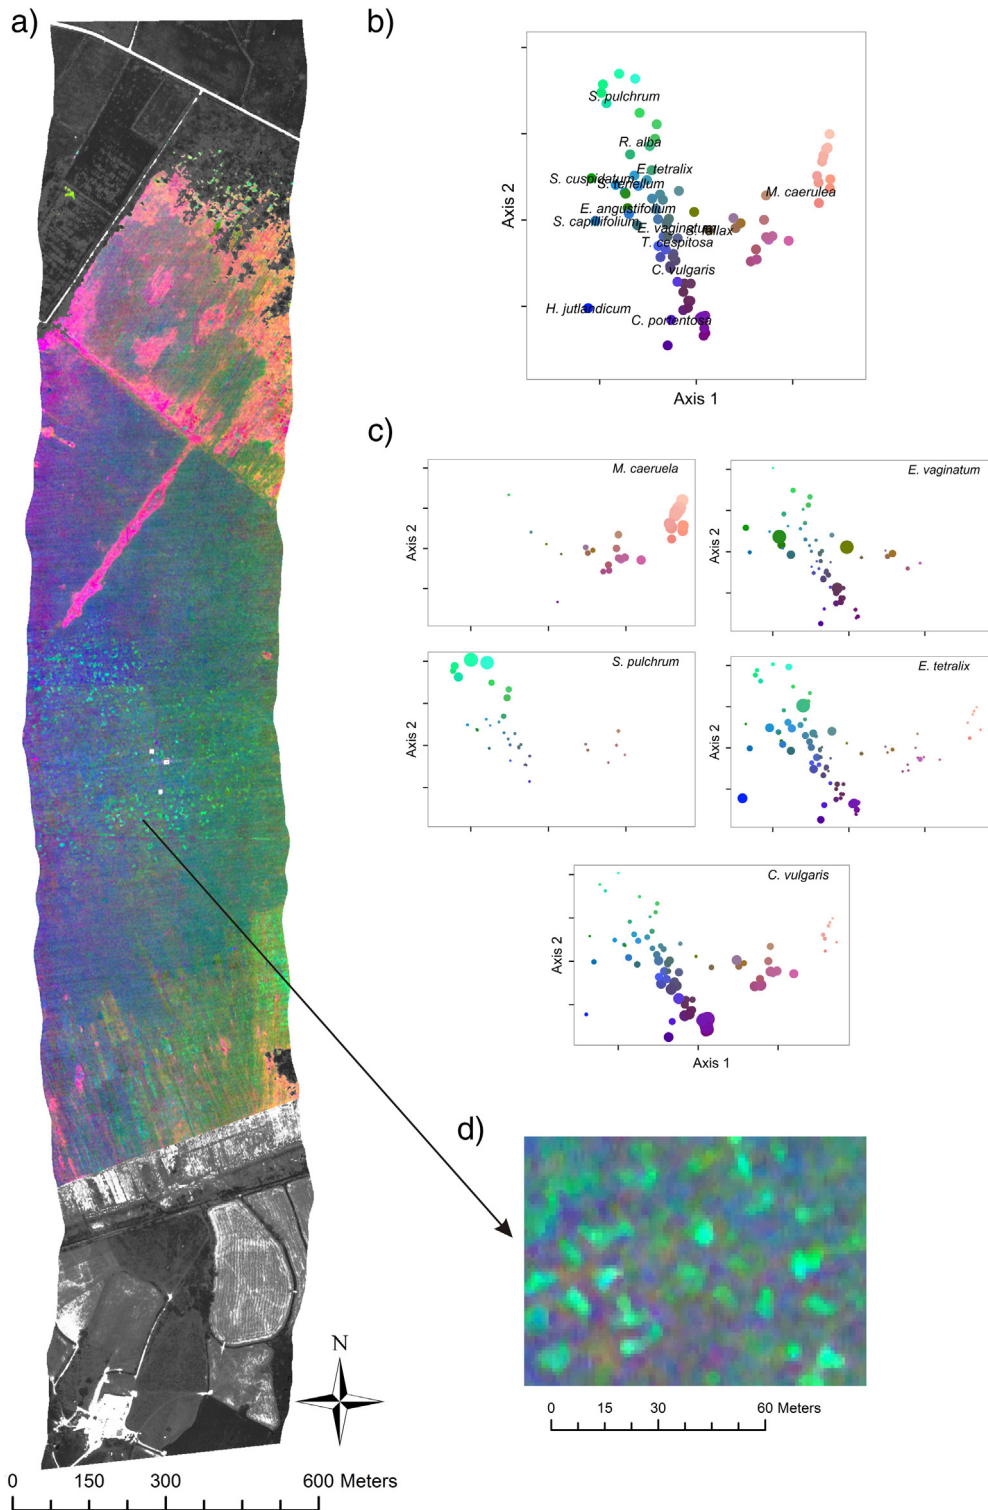 a)
b)
Axis 2
S. pulchrum
R. alba
E. tetralix
S. cuspidatum
S. tenellum
M. caerulea
E. angustifolium
S. capillifolium
E. vaginatum
S. fallax
T. cespitosa
C. vulgaris
H. jutlandicum
C. portentosa
Axis 1
c)
M. caeruela
E. vaginatum
Axis 2
Axis 2
S. pulchrum
E. tetralix
Axis 2
Axis 2
C. vulgaris
Axis 2
Axis 1
d)
N
0 15 30 60 Meters
0 150 300 600 Meters